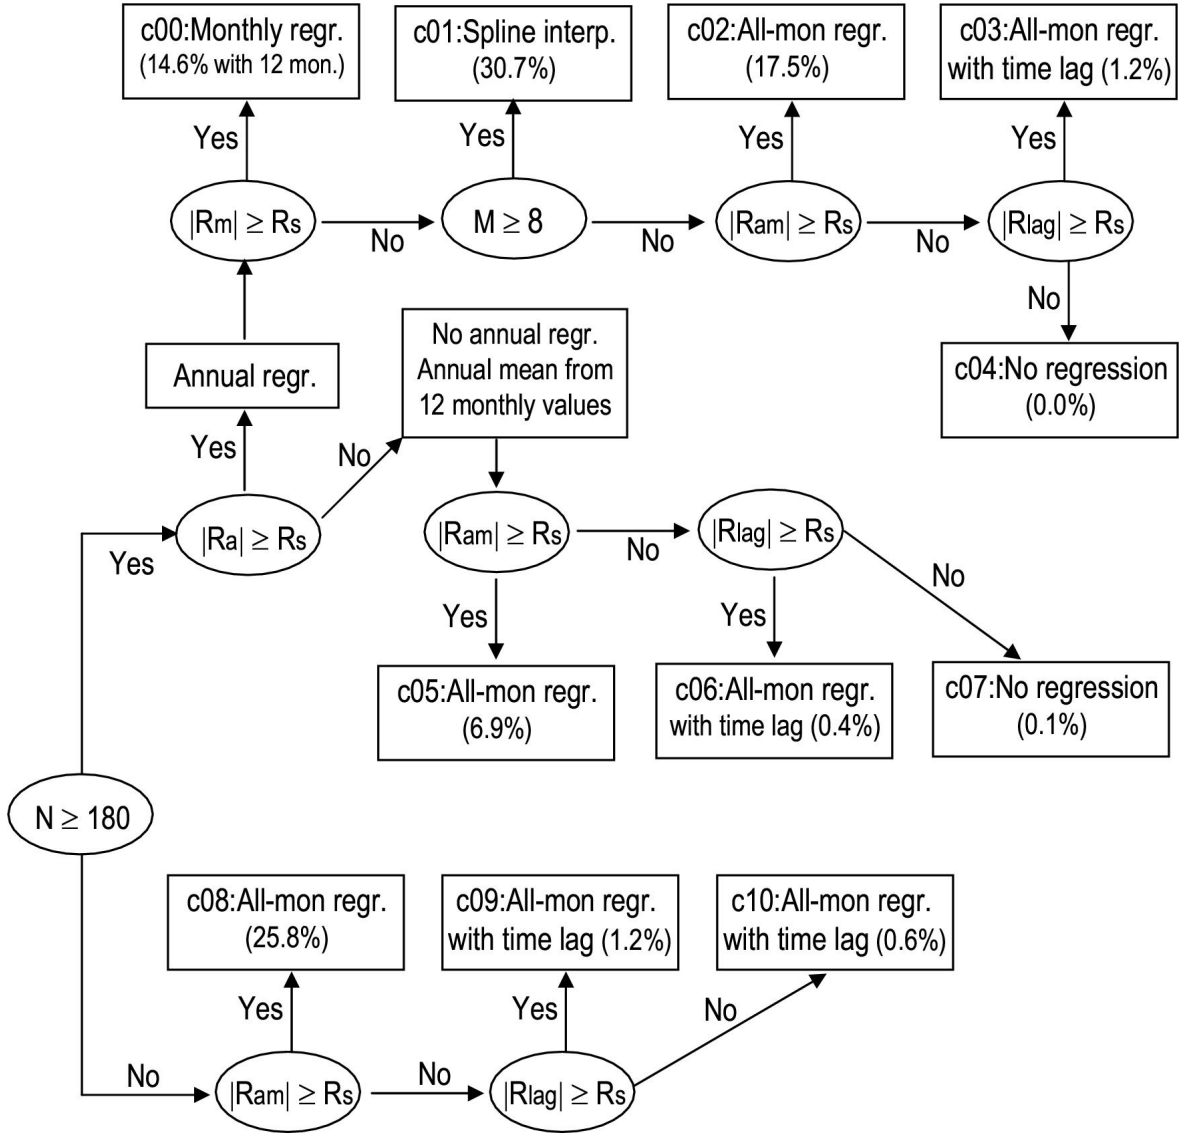 c00:Monthly regr.
(14.6% with 12 mon.)
c01:Spline interp.
(30.7%)
c02:All-mon regr.
(17.5%)
c03:All-mon regr.
with time lag (1.2%)
Yes
Yes
Yes
Yes
|Rm| ≥ Rs
No
M ≥ 8
No
|Ram| ≥ Rs
No
|Rlag| ≥ Rs
No
c04:No regression
(0.0%)
Annual regr.
No annual regr.
Annual mean from
12 monthly values
Yes
No
Yes
|Ra| ≥ Rs
|Ram| ≥ Rs
No
|Rlag| ≥ Rs
No
Yes
Yes
c05:All-mon regr.
(6.9%)
c06:All-mon regr.
with time lag (0.4%)
c07:No regression
(0.1%)
N ≥ 180
c08:All-mon regr.
(25.8%)
c09:All-mon regr.
with time lag (1.2%)
c10:All-mon regr.
with time lag (0.6%)
Yes
Yes
No
No
|Ram| ≥ Rs
No
|Rlag| ≥ Rs